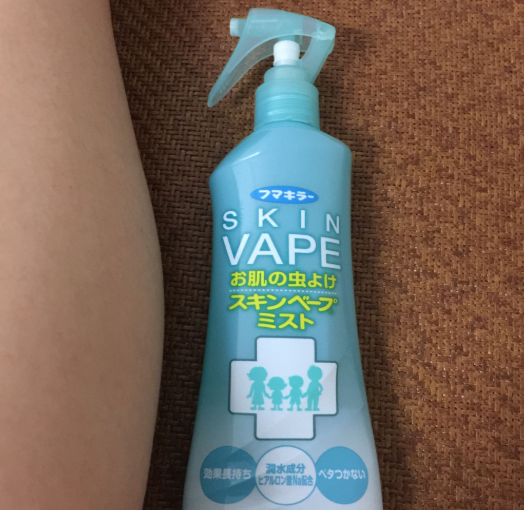 フマキラー
SKIN
VAPE
お肌の虫よけ
スキンベープ
ミスト
効果長持ち
潤水成分
ヒアルロン酸Na配合
ベタつかない